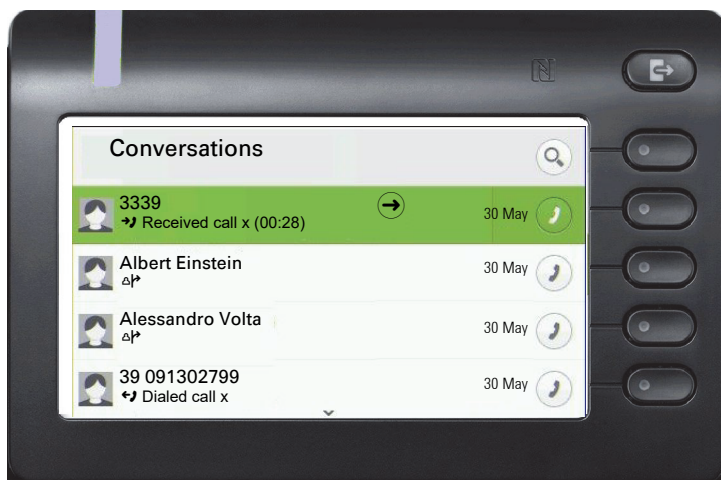 Conversations
3339
30 May
Received call x (00:28)
Albert Einstein
30 May
Alessandro Volta
30 May
39 091302799
30 May
Dialed call x